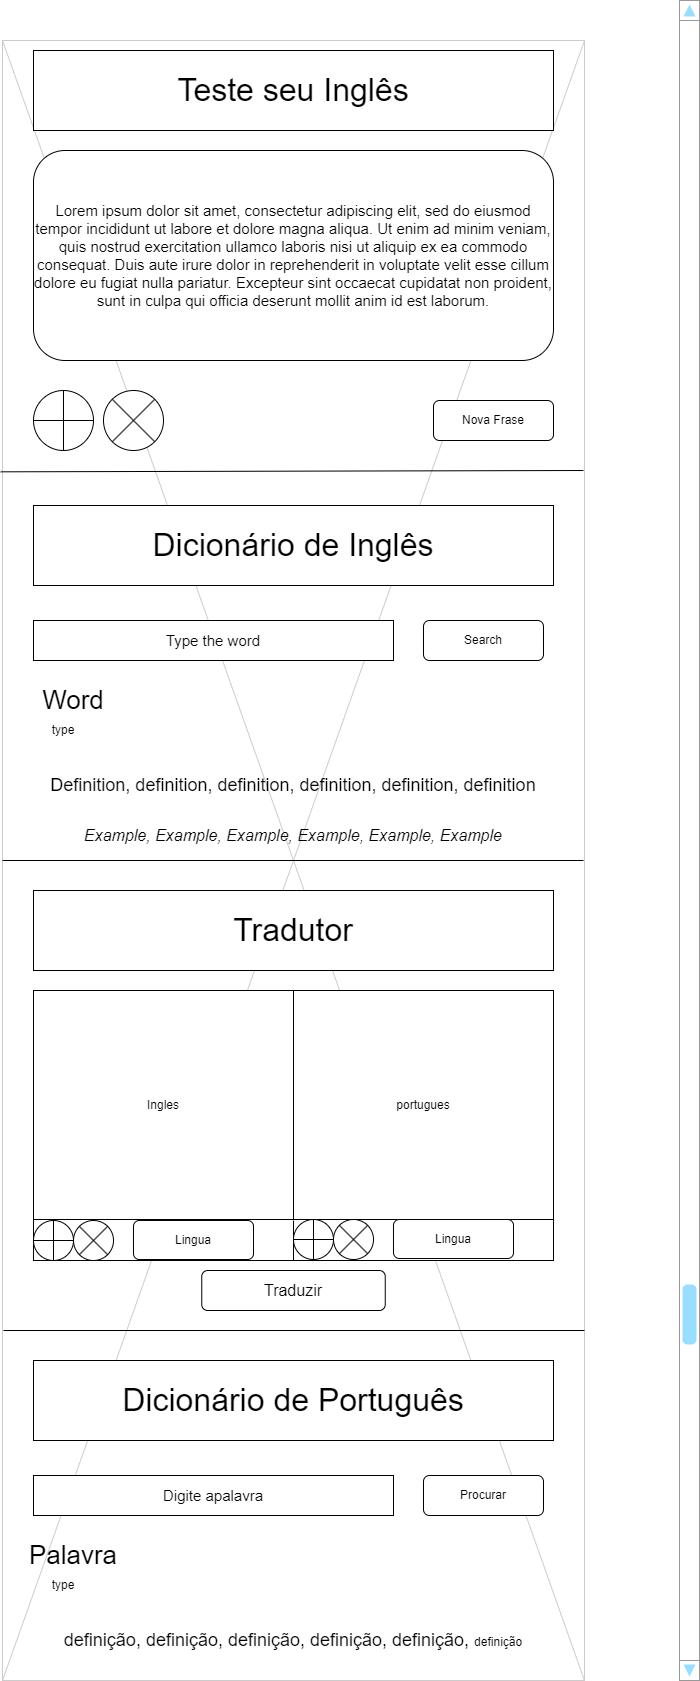 Teste seu Inglês
Lorem ipsum dolor sit amet, consectetur adipiscing elit, sed do eiusmod
tempor incididunt ut labore et dolore magna aliqua. Ut enim ad minim veniam,
quis nostrud exercitation ullamco laboris nisi ut aliquip ex ea commodo
consequat. Duis aute irure dolor in reprehenderit in voluptate velit esse cillum
dolore eu fugiat nulla pariatur. Excepteur sint occaecat cupidatat non proident,
sunt in culpa qui officia deserunt mollit anim id est laborum.
Nova Frase
Dicionário de Inglês
Type the word
Search
Word
type
Definition, definition, definition, definition, definition, definition
Example, Example, Example, Example, Example, Example
Tradutor
Ingles
portugues
Lingua
Lingua
Traduzir
Dicionário de Português
Digite apalavra
Procurar
Palavra
type
definição, definição, definição, definição, definição, definição